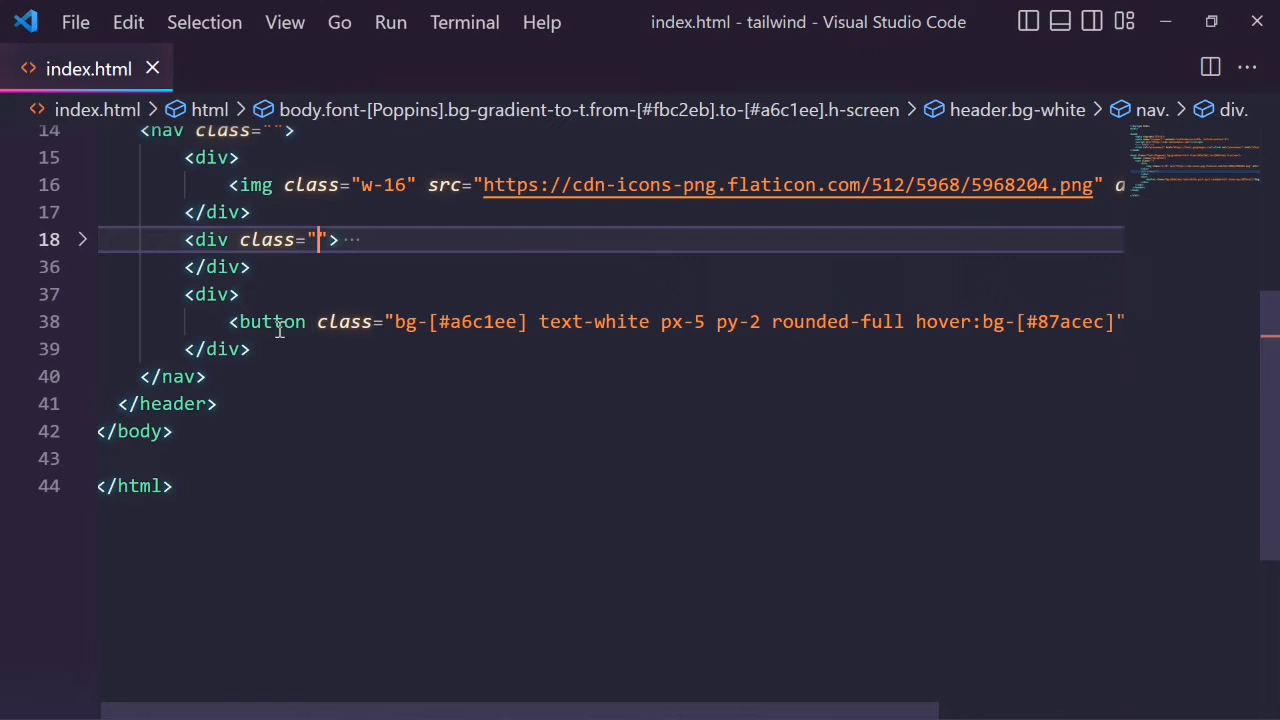 File Edit Selection View Go Run Terminal Help index.html - tailwind - Visual Studio Code
index.html
index.html > html > body.font-[Poppins].bg-gradient-to-t.from-[#fbc2eb].to-[#a6c1ee].h-screen > header.bg-white > nav. > div.
14 <nav class="">
15 <div>
16 <img class="w-16" src="https://cdn-icons-png.flaticon.com/512/5968/5968204.png" a
17 </div>
18 <div class="">···
36 </div>
37 <div>
38 <button class="bg-[#a6c1ee] text-white px-5 py-2 rounded-full hover:bg-[#87acec]"
39 </div>
40 </nav>
41 </header>
42 </body>
43
44 </html>